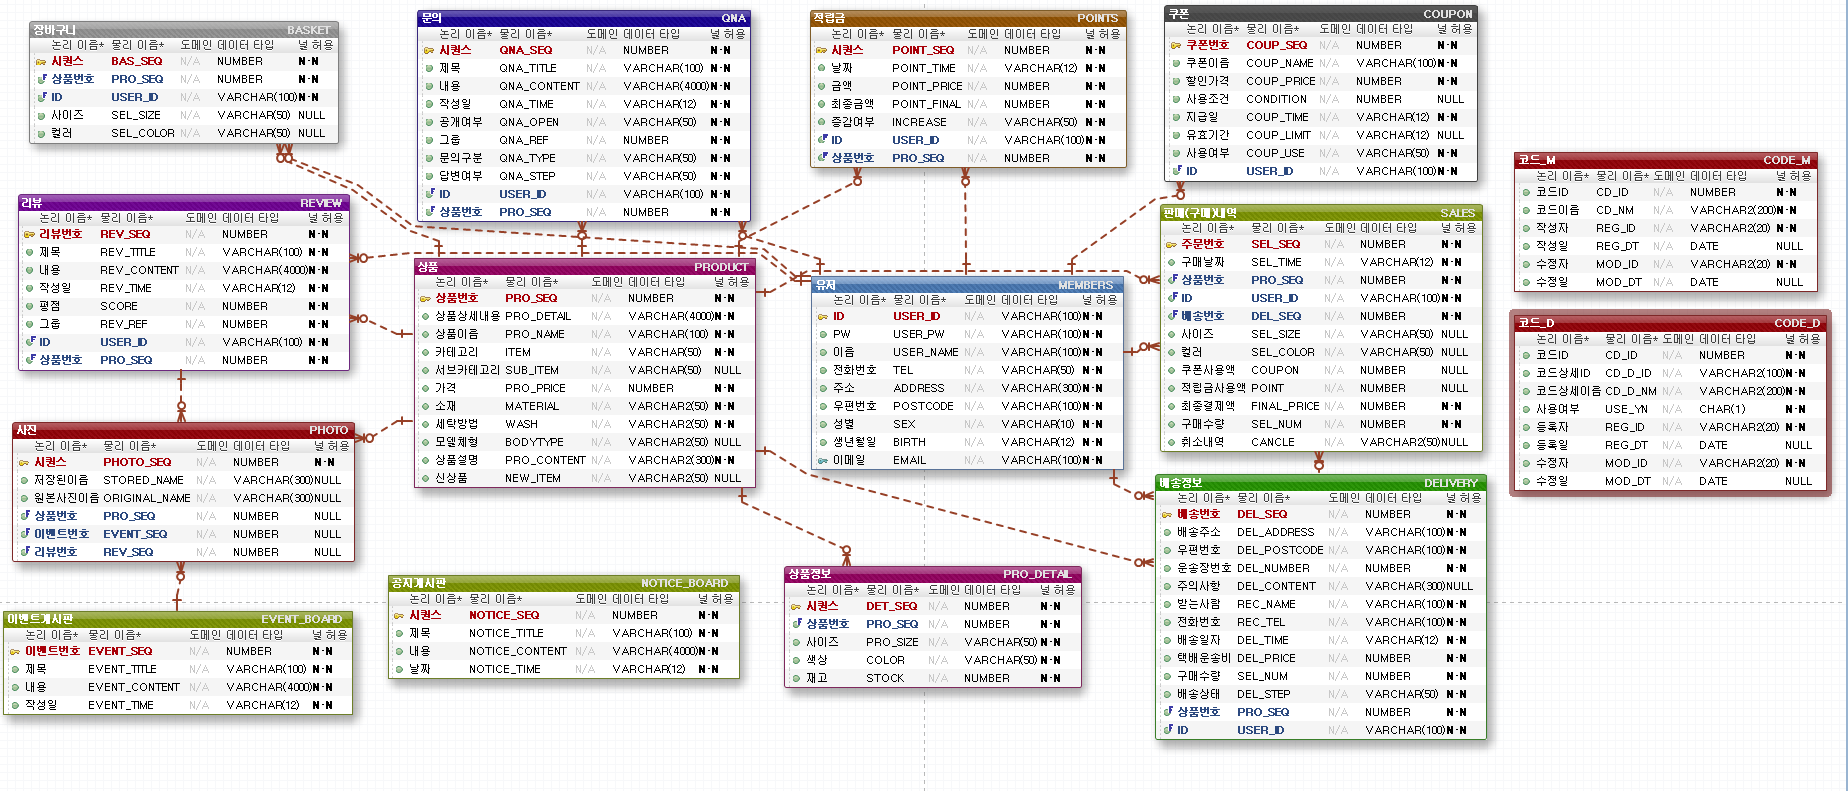 장바구니 BASKET
논리 이름* 물리 이름* 도메인 데이터 타입 널 허용
시퀀스 BAS_SEQ N/A NUMBER N-N
상품번호 PRO_SEQ N/A NUMBER N-N
ID USER_ID N/A VARCHAR(100) N-N
사이즈 SEL_SIZE N/A VARCHAR(50) NULL
컬러 SEL_COLOR N/A VARCHAR(50) NULL
문의 QNA
논리 이름* 물리 이름* 도메인 데이터 타입 널 허용
시퀀스 QNA_SEQ N/A NUMBER N-N
제목 QNA_TITLE N/A VARCHAR(100) N-N
내용 QNA_CONTENT N/A VARCHAR(4000) N-N
작성일 QNA_TIME N/A VARCHAR(12) N-N
공개여부 QNA_OPEN N/A VARCHAR(50) N-N
그룹 QNA_REF N/A NUMBER N-N
문의구분 QNA_TYPE N/A VARCHAR(50) N-N
답변여부 QNA_STEP N/A VARCHAR(50) N-N
ID USER_ID N/A VARCHAR(100) N-N
상품번호 PRO_SEQ N/A NUMBER N-N
적립금 POINTS
논리 이름* 물리 이름* 도메인 데이터 타입 널 허용
시퀀스 POINT_SEQ N/A NUMBER N-N
날짜 POINT_TIME N/A VARCHAR(12) N-N
금액 POINT_PRICE N/A NUMBER N-N
최종금액 POINT_FINAL N/A NUMBER N-N
증감여부 INCREASE N/A VARCHAR(50) N-N
ID USER_ID N/A VARCHAR(100) N-N
상품번호 PRO_SEQ N/A NUMBER N-N
쿠폰 COUPON
논리 이름* 물리 이름* 도메인 데이터 타입 널 허용
쿠폰번호 COUP_SEQ N/A NUMBER N-N
쿠폰이름 COUP_NAME N/A VARCHAR(100) N-N
할인가격 COUP_PRICE N/A NUMBER N-N
사용조건 CONDITION N/A NUMBER NULL
지급일 COUP_TIME N/A VARCHAR(12) N-N
유효기간 COUP_LIMIT N/A VARCHAR(12) NULL
사용여부 COUP_USE N/A VARCHAR(50) N-N
ID USER_ID N/A VARCHAR(100) N-N
코드_M CODE_M
논리 이름* 물리 이름* 도메인 데이터 타입 널 허용
코드ID CD_ID N/A NUMBER N-N
코드이름 CD_NM N/A VARCHAR2(200) N-N
작성자 REG_ID N/A VARCHAR2(20) N-N
작성일 REG_DT N/A DATE NULL
수정자 MOD_ID N/A VARCHAR2(20) N-N
수정일 MOD_DT N/A DATE NULL
리뷰 REVIEW
논리 이름* 물리 이름* 도메인 데이터 타입 널 허용
리뷰번호 REV_SEQ N/A NUMBER N-N
제목 REV_TITLE N/A VARCHAR(100) N-N
내용 REV_CONTENT N/A VARCHAR(4000) N-N
작성일 REV_TIME N/A VARCHAR(12) N-N
평점 SCORE N/A NUMBER N-N
그룹 REV_REF N/A NUMBER N-N
ID USER_ID N/A VARCHAR(100) N-N
상품번호 PRO_SEQ N/A NUMBER N-N
상품 PRODUCT
논리 이름* 물리 이름* 도메인 데이터 타입 널 허용
상품번호 PRO_SEQ N/A NUMBER N-N
상품상세내용 PRO_DETAIL N/A VARCHAR(4000) N-N
상품이름 PRO_NAME N/A VARCHAR(100) N-N
카테고리 ITEM N/A VARCHAR(50) N-N
서브카테고리 SUB_ITEM N/A VARCHAR(50) NULL
가격 PRO_PRICE N/A NUMBER N-N
소재 MATERIAL N/A VARCHAR2(50) N-N
세탁방법 WASH N/A VARCHAR2(50) N-N
모델체형 BODYTYPE N/A VARCHAR2(50) NULL
상품설명 PRO_CONTENT N/A VARCHAR2(300) N-N
신상품 NEW_ITEM N/A VARCHAR2(50) NULL
유저 MEMBERS
논리 이름* 물리 이름* 도메인 데이터 타입 널 허용
ID USER_ID N/A VARCHAR(100) N-N
PW USER_PW N/A VARCHAR(100) N-N
이름 USER_NAME N/A VARCHAR(100) N-N
전화번호 TEL N/A VARCHAR(50) N-N
주소 ADDRESS N/A VARCHAR(300) N-N
우편번호 POSTCODE N/A VARCHAR(100) N-N
성별 SEX N/A VARCHAR(10) N-N
생년월일 BIRTH N/A VARCHAR(12) N-N
이메일 EMAIL N/A VARCHAR(100) N-N
판매(구매)내역 SALES
논리 이름* 물리 이름* 도메인 데이터 타입 널 허용
주문번호 SEL_SEQ N/A NUMBER N-N
구매날짜 SEL_TIME N/A VARCHAR(12) N-N
상품번호 PRO_SEQ N/A NUMBER N-N
ID USER_ID N/A VARCHAR(100) N-N
배송번호 DEL_SEQ N/A NUMBER N-N
사이즈 SEL_SIZE N/A VARCHAR(50) NULL
컬러 SEL_COLOR N/A VARCHAR(50) NULL
쿠폰사용액 COUPON N/A NUMBER NULL
적립금사용액 POINT N/A NUMBER NULL
최종결제액 FINAL_PRICE N/A NUMBER N-N
구매수량 SEL_NUM N/A NUMBER N-N
취소내역 CANCLE N/A VARCHAR2(50) NULL
코드_D CODE_D
논리 이름* 물리 이름* 도메인 데이터 타입 널 허용
코드ID CD_ID N/A NUMBER N-N
코드상세ID CD_D_ID N/A VARCHAR2(100) N-N
코드상세이름 CD_D_NM N/A VARCHAR2(200) N-N
사용여부 USE_YN N/A CHAR(1) N-N
등록자 REG_ID N/A VARCHAR2(20) N-N
등록일 REG_DT N/A DATE NULL
수정자 MOD_ID N/A VARCHAR2(20) N-N
수정일 MOD_DT N/A DATE NULL
사진 PHOTO
논리 이름* 물리 이름* 도메인 데이터 타입 널 허용
시퀀스 PHOTO_SEQ N/A NUMBER N-N
저장된이름 STORED_NAME N/A VARCHAR(300) NULL
원본사진이름 ORIGINAL_NAME N/A VARCHAR(300) NULL
상품번호 PRO_SEQ N/A NUMBER NULL
이벤트번호 EVENT_SEQ N/A NUMBER NULL
리뷰번호 REV_SEQ N/A NUMBER NULL
배송정보 DELIVERY
논리 이름* 물리 이름* 도메인 데이터 타입 널 허용
배송번호 DEL_SEQ N/A NUMBER N-N
배송주소 DEL_ADDRESS N/A VARCHAR(100) N-N
우편번호 DEL_POSTCODE N/A VARCHAR(100) N-N
운송장번호 DEL_NUMBER N/A NUMBER N-N
주의사항 DEL_CONTENT N/A VARCHAR(300) NULL
받는사람 REC_NAME N/A VARCHAR(100) N-N
전화번호 REC_TEL N/A VARCHAR(100) N-N
배송일자 DEL_TIME N/A VARCHAR(12) N-N
택배운송비 DEL_PRICE N/A NUMBER N-N
구매수량 SEL_NUM N/A NUMBER N-N
배송상태 DEL_STEP N/A VARCHAR(50) N-N
상품번호 PRO_SEQ N/A NUMBER N-N
ID USER_ID N/A VARCHAR(100) N-N
이벤트게시판 EVENT_BOARD
논리 이름* 물리 이름* 도메인 데이터 타입 널 허용
이벤트번호 EVENT_SEQ N/A NUMBER N-N
제목 EVENT_TITLE N/A VARCHAR(100) N-N
내용 EVENT_CONTENT N/A VARCHAR(4000) N-N
작성일 EVENT_TIME N/A VARCHAR(12) N-N
공지게시판 NOTICE_BOARD
논리 이름* 물리 이름* 도메인 데이터 타입 널 허용
시퀀스 NOTICE_SEQ N/A NUMBER N-N
제목 NOTICE_TITLE N/A VARCHAR(100) N-N
내용 NOTICE_CONTENT N/A VARCHAR(4000) N-N
날짜 NOTICE_TIME N/A VARCHAR(12) N-N
상품정보 PRO_DETAIL
논리 이름* 물리 이름* 도메인 데이터 타입 널 허용
시퀀스 DET_SEQ N/A NUMBER N-N
상품번호 PRO_SEQ N/A NUMBER N-N
사이즈 PRO_SIZE N/A VARCHAR(50) N-N
색상 COLOR N/A VARCHAR(50) N-N
재고 STOCK N/A NUMBER N-N